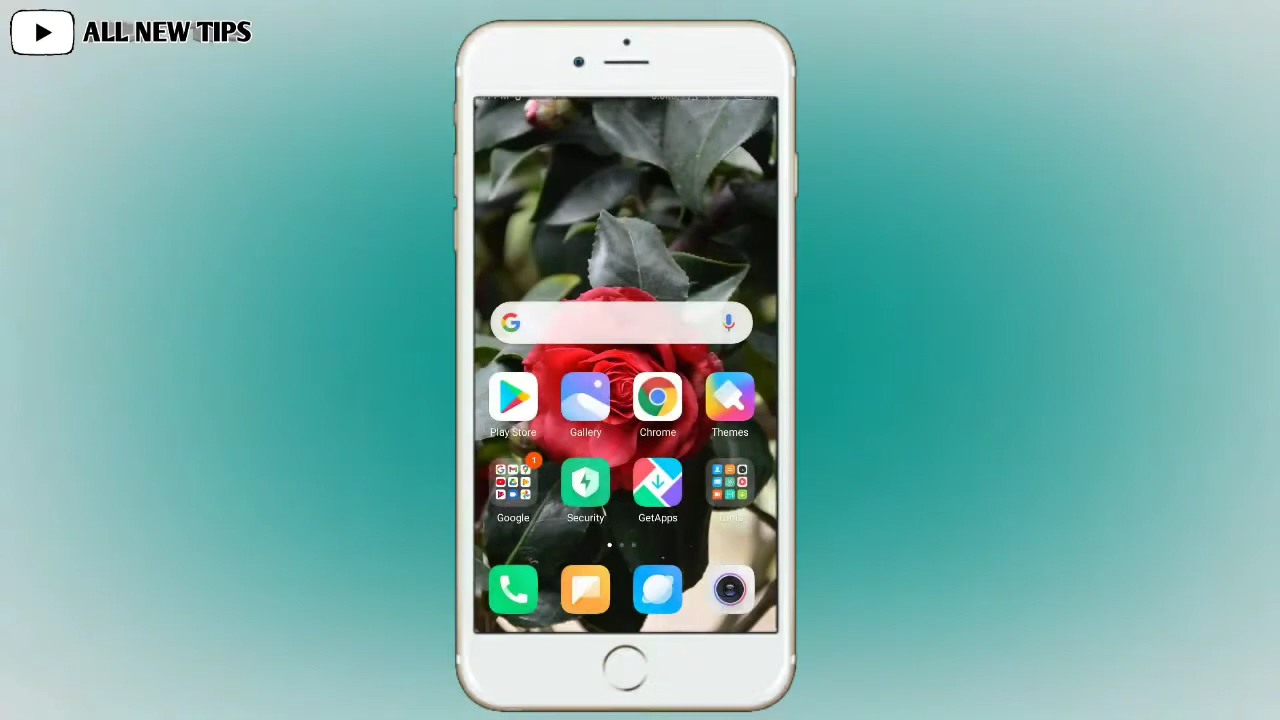 ALL NEW TIPS
Play Store
Gallery
Chrome
Themes
1
Google
Security
GetApps